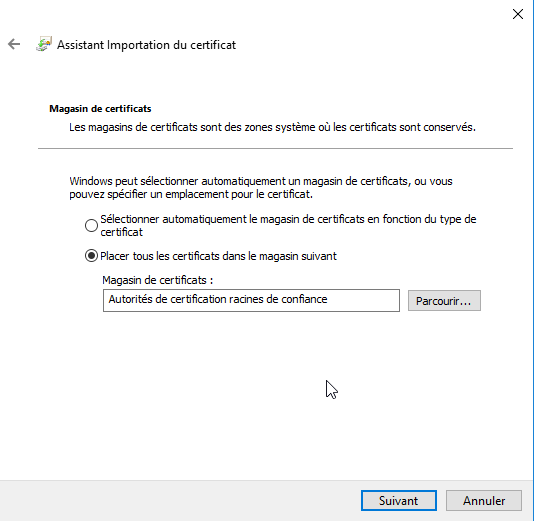 Assistant Importation du certificat
Magasin de certificats
Les magasins de certificats sont des zones système où les certificats sont conservés.
Windows peut sélectionner automatiquement un magasin de certificats, ou vous
pouvez spécifier un emplacement pour le certificat.
Sélectionner automatiquement le magasin de certificats en fonction du type de
certificat
Placer tous les certificats dans le magasin suivant
Magasin de certificats :
Autorités de certification racines de confiance
Parcourir...
Suivant
Annuler